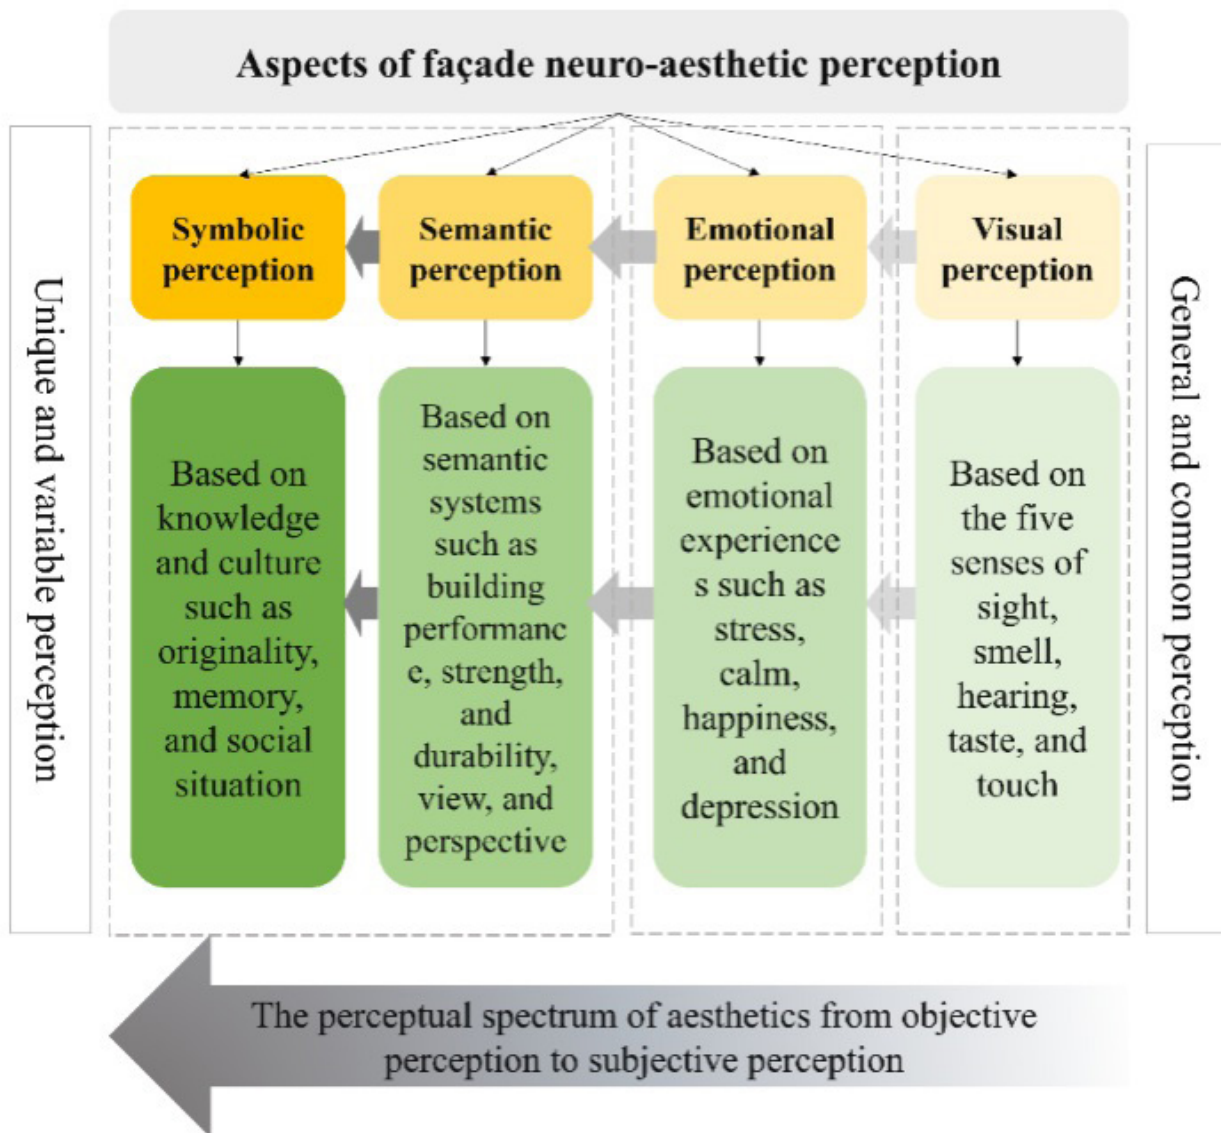 Aspects of façade neuro-aesthetic perception
Unique and variable perception
Symbolic
perception
Semantic
perception
Emotional
perception
Visual
perception
General and common perception
Based on
knowledge
and culture
such as
originality,
memory,
and social
situation
Based on
semantic
systems
such as
building
performanc
e, strength,
and
durability,
view, and
perspective
Based on
emotional
experience
s such as
stress,
calm,
happiness,
and
depression
Based on
the five
senses of
sight,
smell,
hearing,
taste, and
touch
The perceptual spectrum of aesthetics from objective
perception to subjective perception